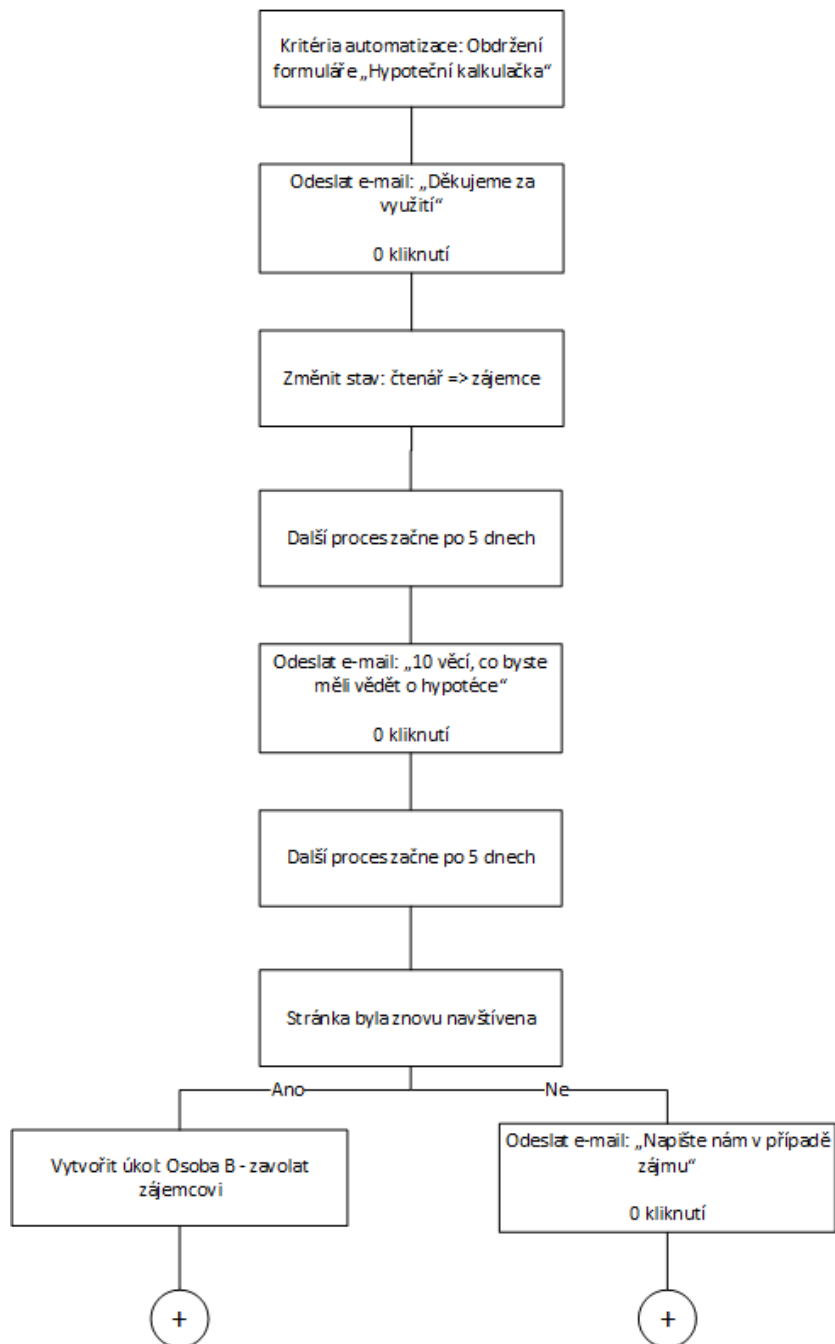 Kritéria automatizace: Obdržení
formuláře „Hypoteční kalkulačka“
Odeslat e-mail: „Děkujeme za
využití“
0 kliknutí
Změnit stav: čtenář => zájemce
Další proces začne po 5 dnech
Odeslat e-mail: „10 věcí, co byste
měli vědět o hypotéce“
0 kliknutí
Další proces začne po 5 dnech
Stránka byla znovu navštívena
Ano
Ne
Vytvořit úkol: Osoba B - zavolat
zájemcovi
Odeslat e-mail: „Napište nám v případě
zájmu“
0 kliknutí
+
+